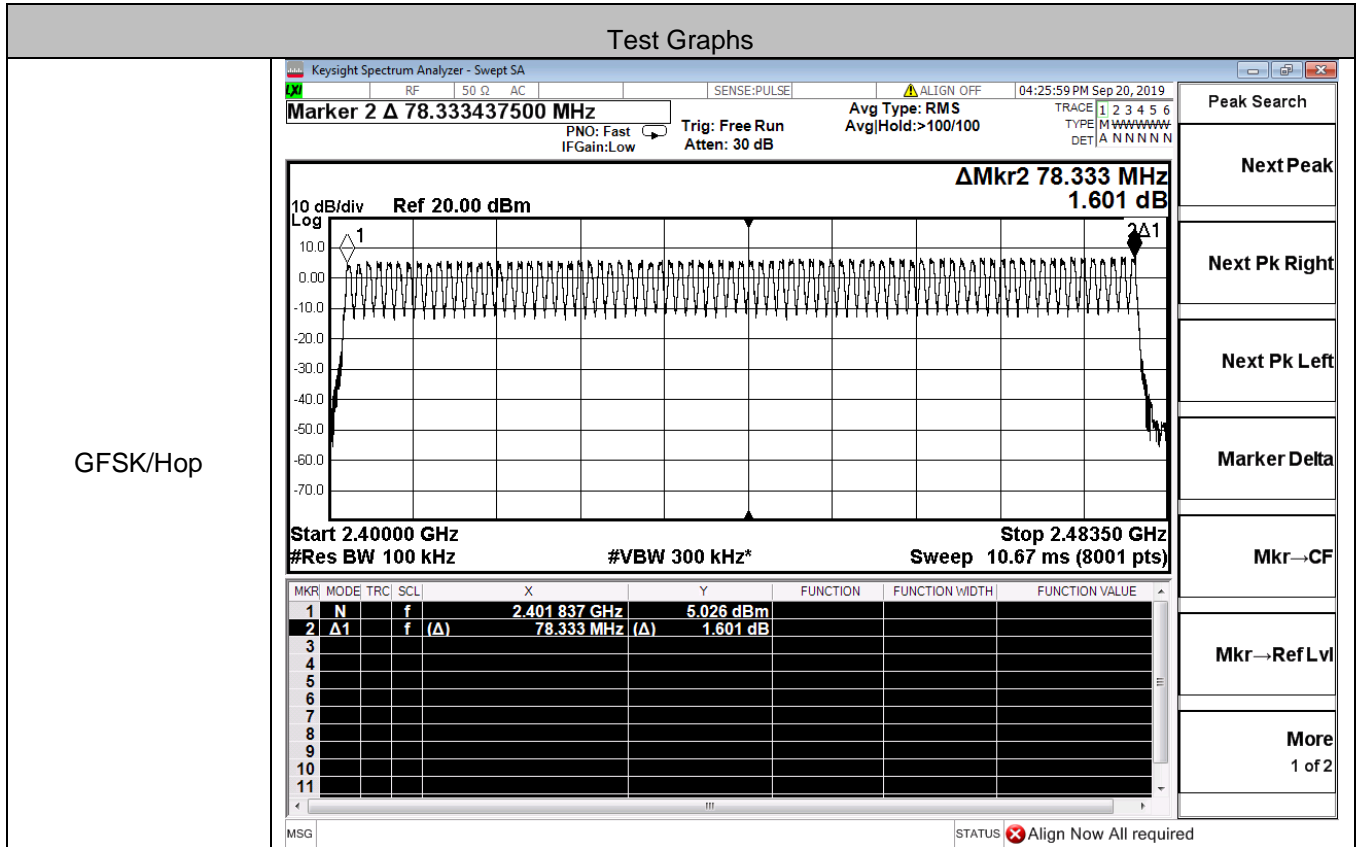 Test Graphs
GFSK/Hop
Keysight Spectrum Analyzer - Swept SA
LXI RF 50 Ω AC SENSE:PULSE ALIGN OFF 04:25:59 PM Sep 20, 2019
Marker 2 Δ 78.333437500 MHz
PNO: Fast
IFGain:Low
Trig: Free Run
Atten: 30 dB
Avg Type: RMS
Avg|Hold:>100/100
TRACE 1 2 3 4 5 6
TYPE M WWWWW
DET A N N N N N
ΔMkr2 78.333 MHz
1.601 dB
10 dB/div Ref 20.00 dBm
Log
1
2Δ1
10.0
0.00
-10.0
-20.0
-30.0
-40.0
-50.0
-60.0
-70.0
Start 2.40000 GHz Stop 2.48350 GHz
#Res BW 100 kHz #VBW 300 kHz* Sweep 10.67 ms (8001 pts)
MKR MODE TRC SCL X Y FUNCTION FUNCTION WIDTH FUNCTION VALUE
1 N f 2.401 837 GHz 5.026 dBm
2 Δ1 f (Δ) 78.333 MHz (Δ) 1.601 dB
3
4
5
6
7
8
9
10
11
MSG STATUS Align Now All required
Peak Search
Next Peak
Next Pk Right
Next Pk Left
Marker Delta
Mkr→CF
Mkr→Ref Lvl
More
1 of 2